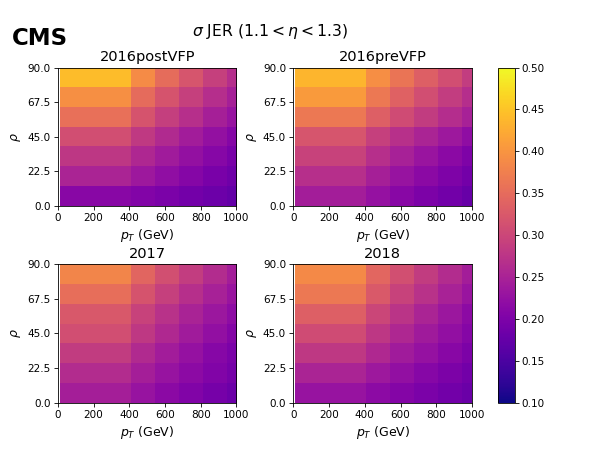 CMS
σ JER (1.1 < η < 1.3)
2016postVFP
2016preVFP
90.0
67.5
45.0
22.5
0.0
ρ
0 200 400 600 800 1000
p_T (GeV)
90.0
67.5
45.0
22.5
0.0
ρ
0 200 400 600 800 1000
p_T (GeV)
2017
2018
90.0
67.5
45.0
22.5
0.0
ρ
0 200 400 600 800 1000
p_T (GeV)
90.0
67.5
45.0
22.5
0.0
ρ
0 200 400 600 800 1000
p_T (GeV)
0.50
0.45
0.40
0.35
0.30
0.25
0.20
0.15
0.10